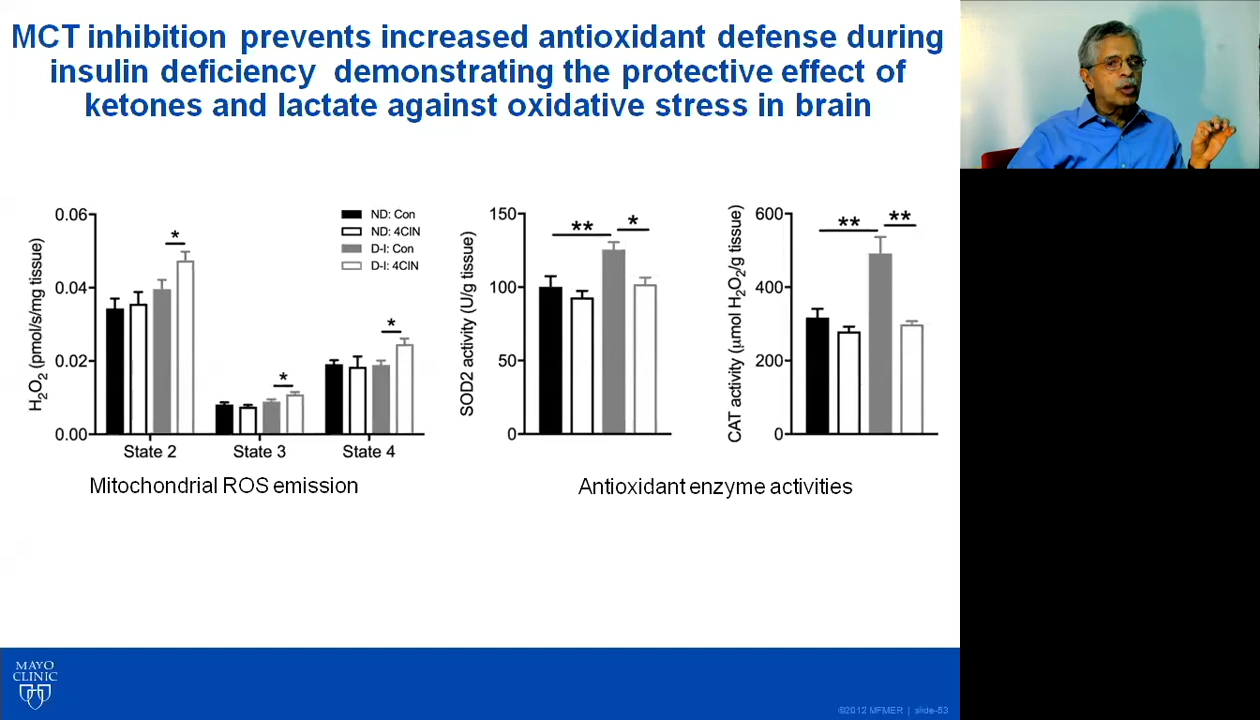 MCT inhibition prevents increased antioxidant defense during
insulin deficiency demonstrating the protective effect of
ketones and lactate against oxidative stress in brain
H2O2 (pmol/s/mg tissue)
0.06
0.04
0.02
0.00
*
*
*
State 2
State 3
State 4
ND: Con
ND: 4CIN
D-I: Con
D-I: 4CIN
Mitochondrial ROS emission
SOD2 activity (U/g tissue)
150
100
50
0
**
*
CAT activity (μmol H2O2/g tissue)
600
400
200
0
**
**
Antioxidant enzyme activities
MAYO
CLINIC
©2012 MFMER | slide-53